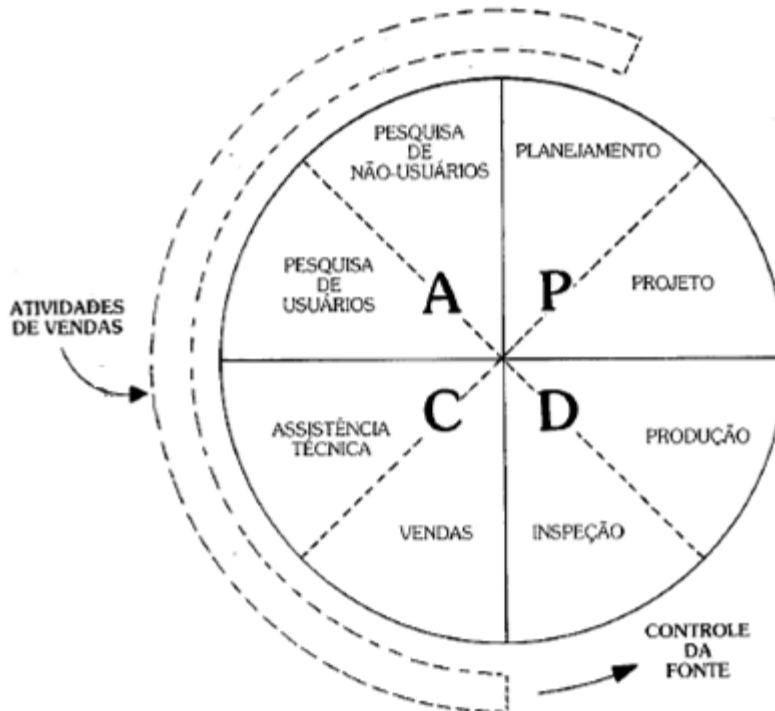 PESQUISA
DE
NÃO-USUÁRIOS
PLANEJAMENTO
PESQUISA
DE
USUÁRIOS
A
P
PROJETO
ATIVIDADES
DE VENDAS
ASSISTÊNCIA
TÉCNICA
C
D
PRODUÇÃO
VENDAS
INSPEÇÃO
CONTROLE
DA
FONTE